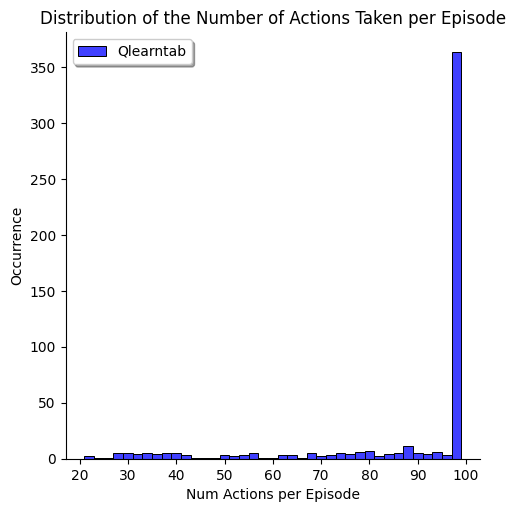 Distribution of the Number of Actions Taken per Episode
Qlearntab
350
300
250
200
150
100
50
0
Occurrence
20 30 40 50 60 70 80 90 100
Num Actions per Episode